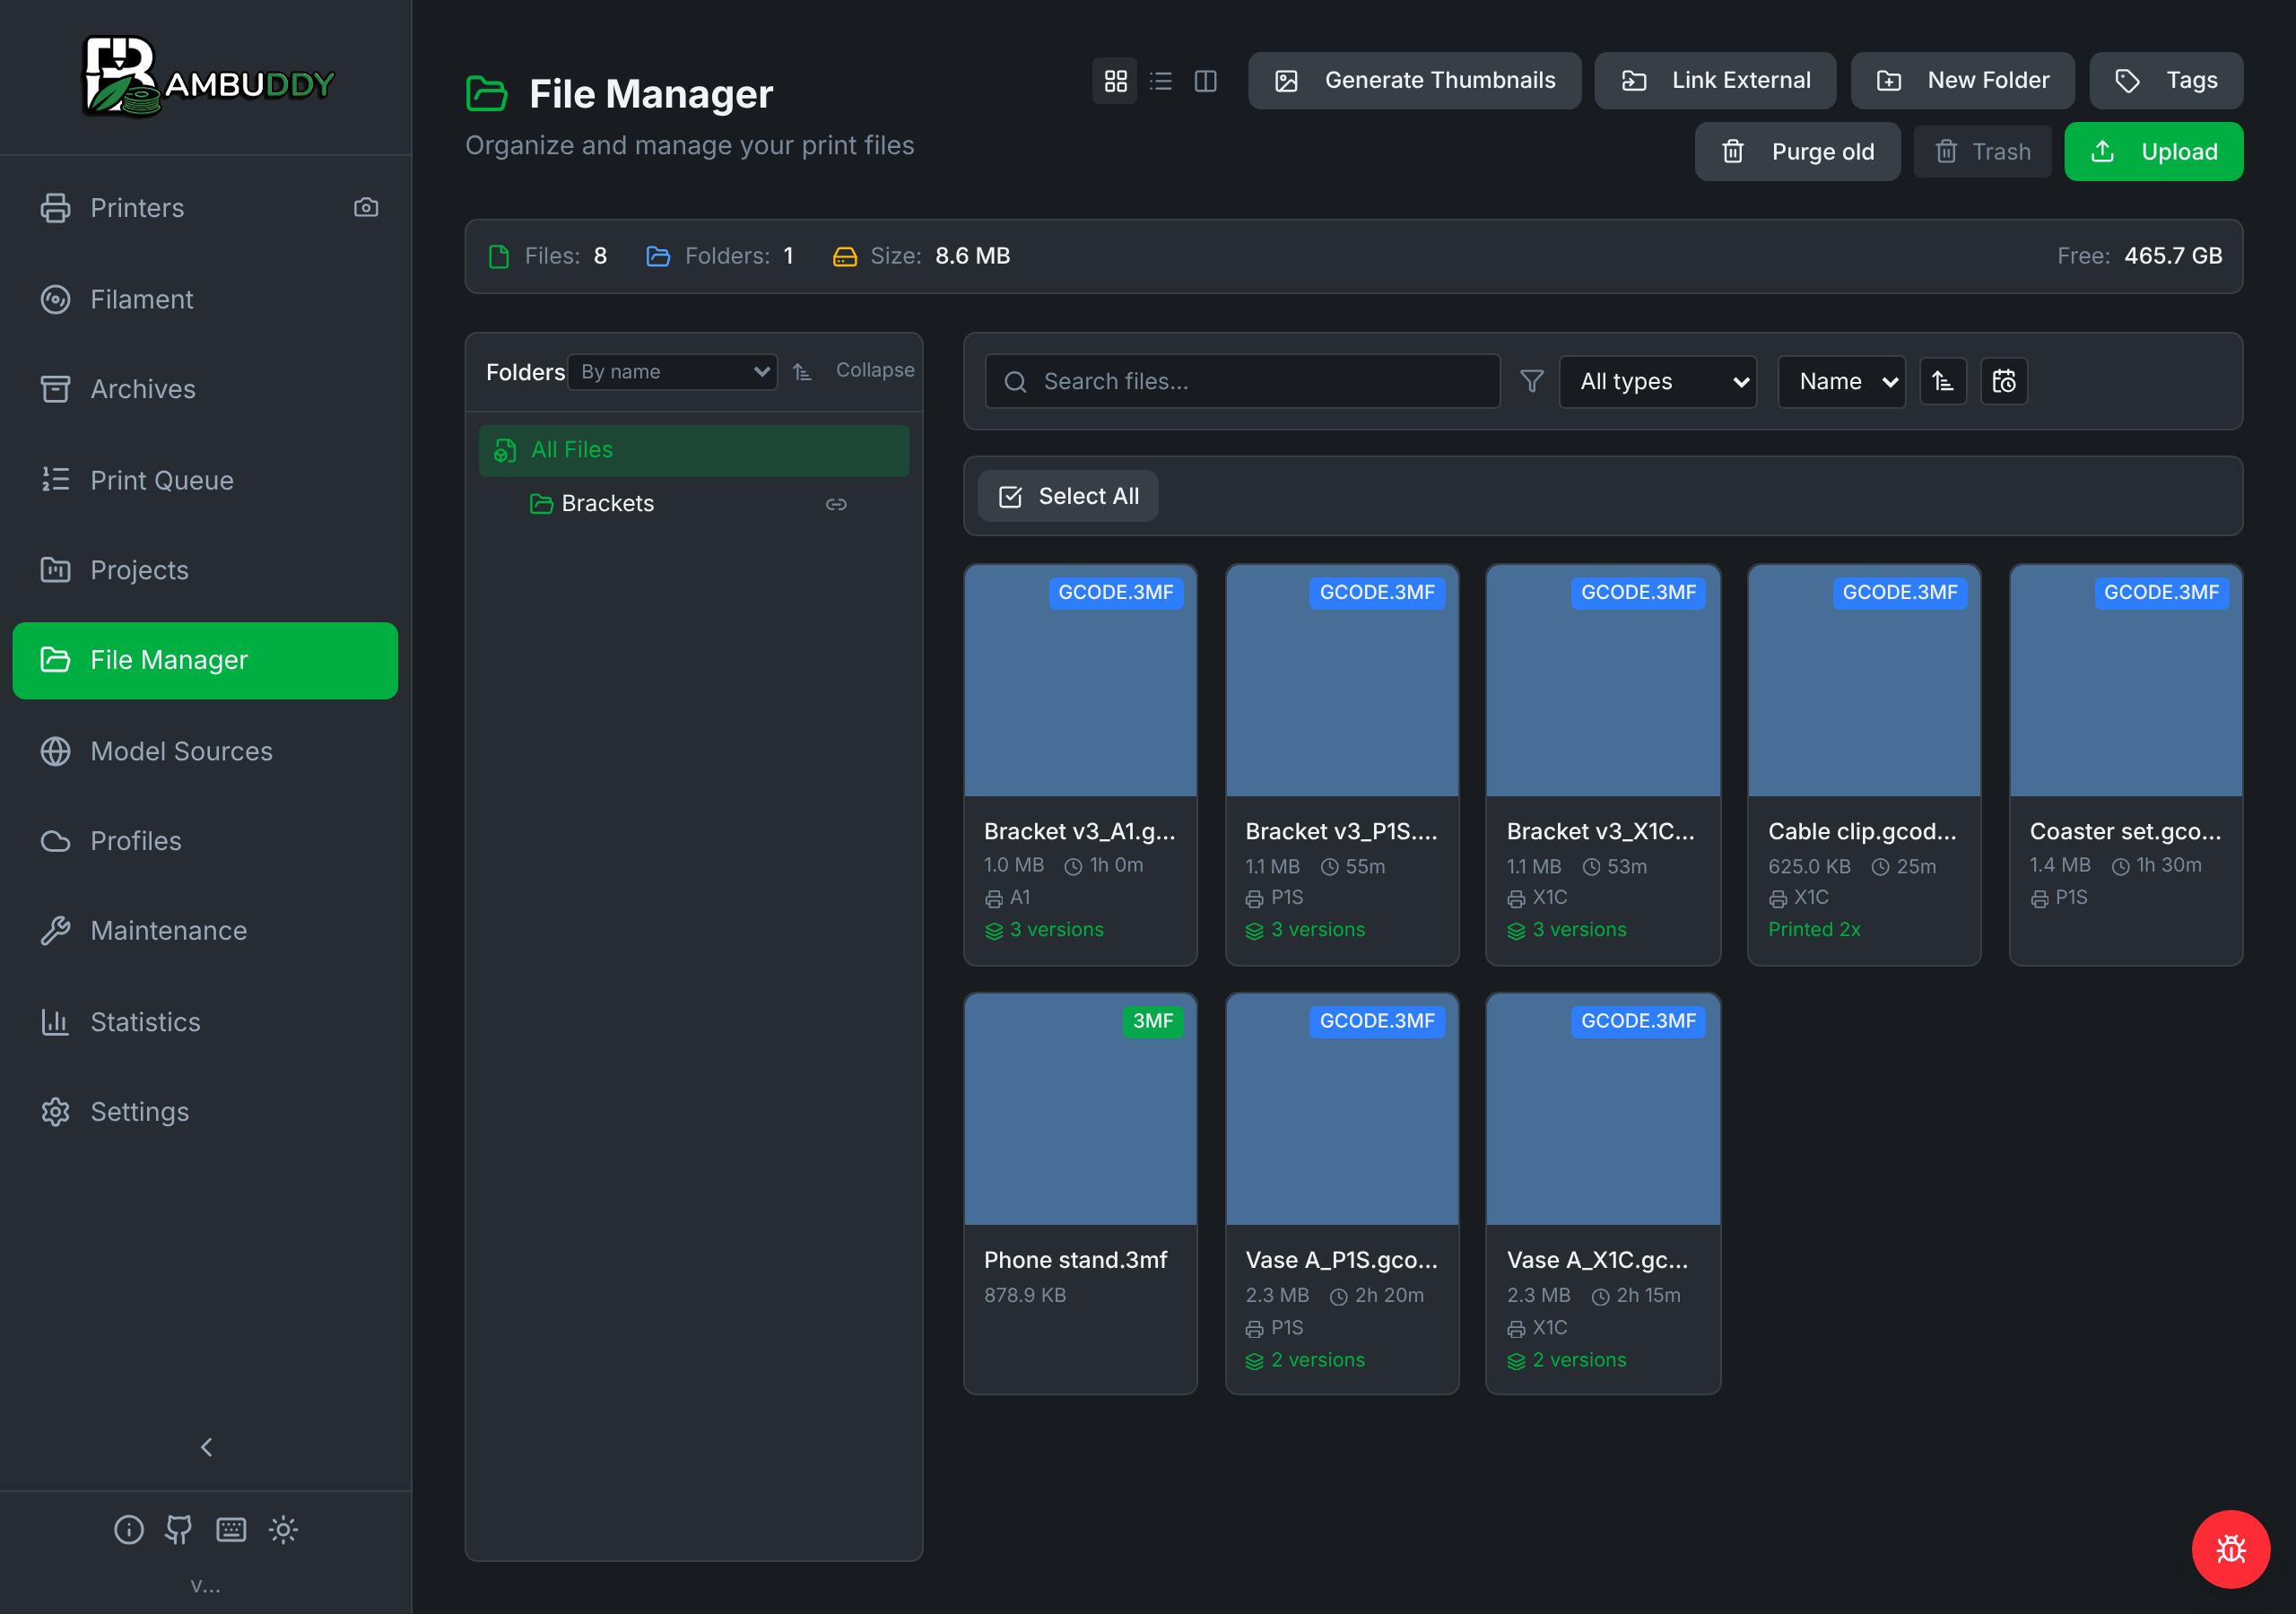 BAMBUDDY
Printers
Filament
Archives
Print Queue
Projects
File Manager
Model Sources
Profiles
Maintenance
Statistics
Settings
v...
File Manager
Organize and manage your print files
Generate Thumbnails
Link External
New Folder
Tags
Purge old
Trash
Upload
Files: 8
Folders: 1
Size: 8.6 MB
Free: 465.7 GB
Folders
By name
Collapse
All Files
Brackets
Search files...
All types
Name
Select All
GCODE.3MF
Bracket v3_A1.g...
1.0 MB 1h 0m
A1
3 versions
GCODE.3MF
Bracket v3_P1S....
1.1 MB 55m
P1S
3 versions
GCODE.3MF
Bracket v3_X1C...
1.1 MB 53m
X1C
3 versions
GCODE.3MF
Cable clip.gcod...
625.0 KB 25m
X1C
Printed 2x
GCODE.3MF
Coaster set.gco...
1.4 MB 1h 30m
P1S
3MF
Phone stand.3mf
878.9 KB
GCODE.3MF
Vase A_P1S.gco...
2.3 MB 2h 20m
P1S
2 versions
GCODE.3MF
Vase A_X1C.gc...
2.3 MB 2h 15m
X1C
2 versions